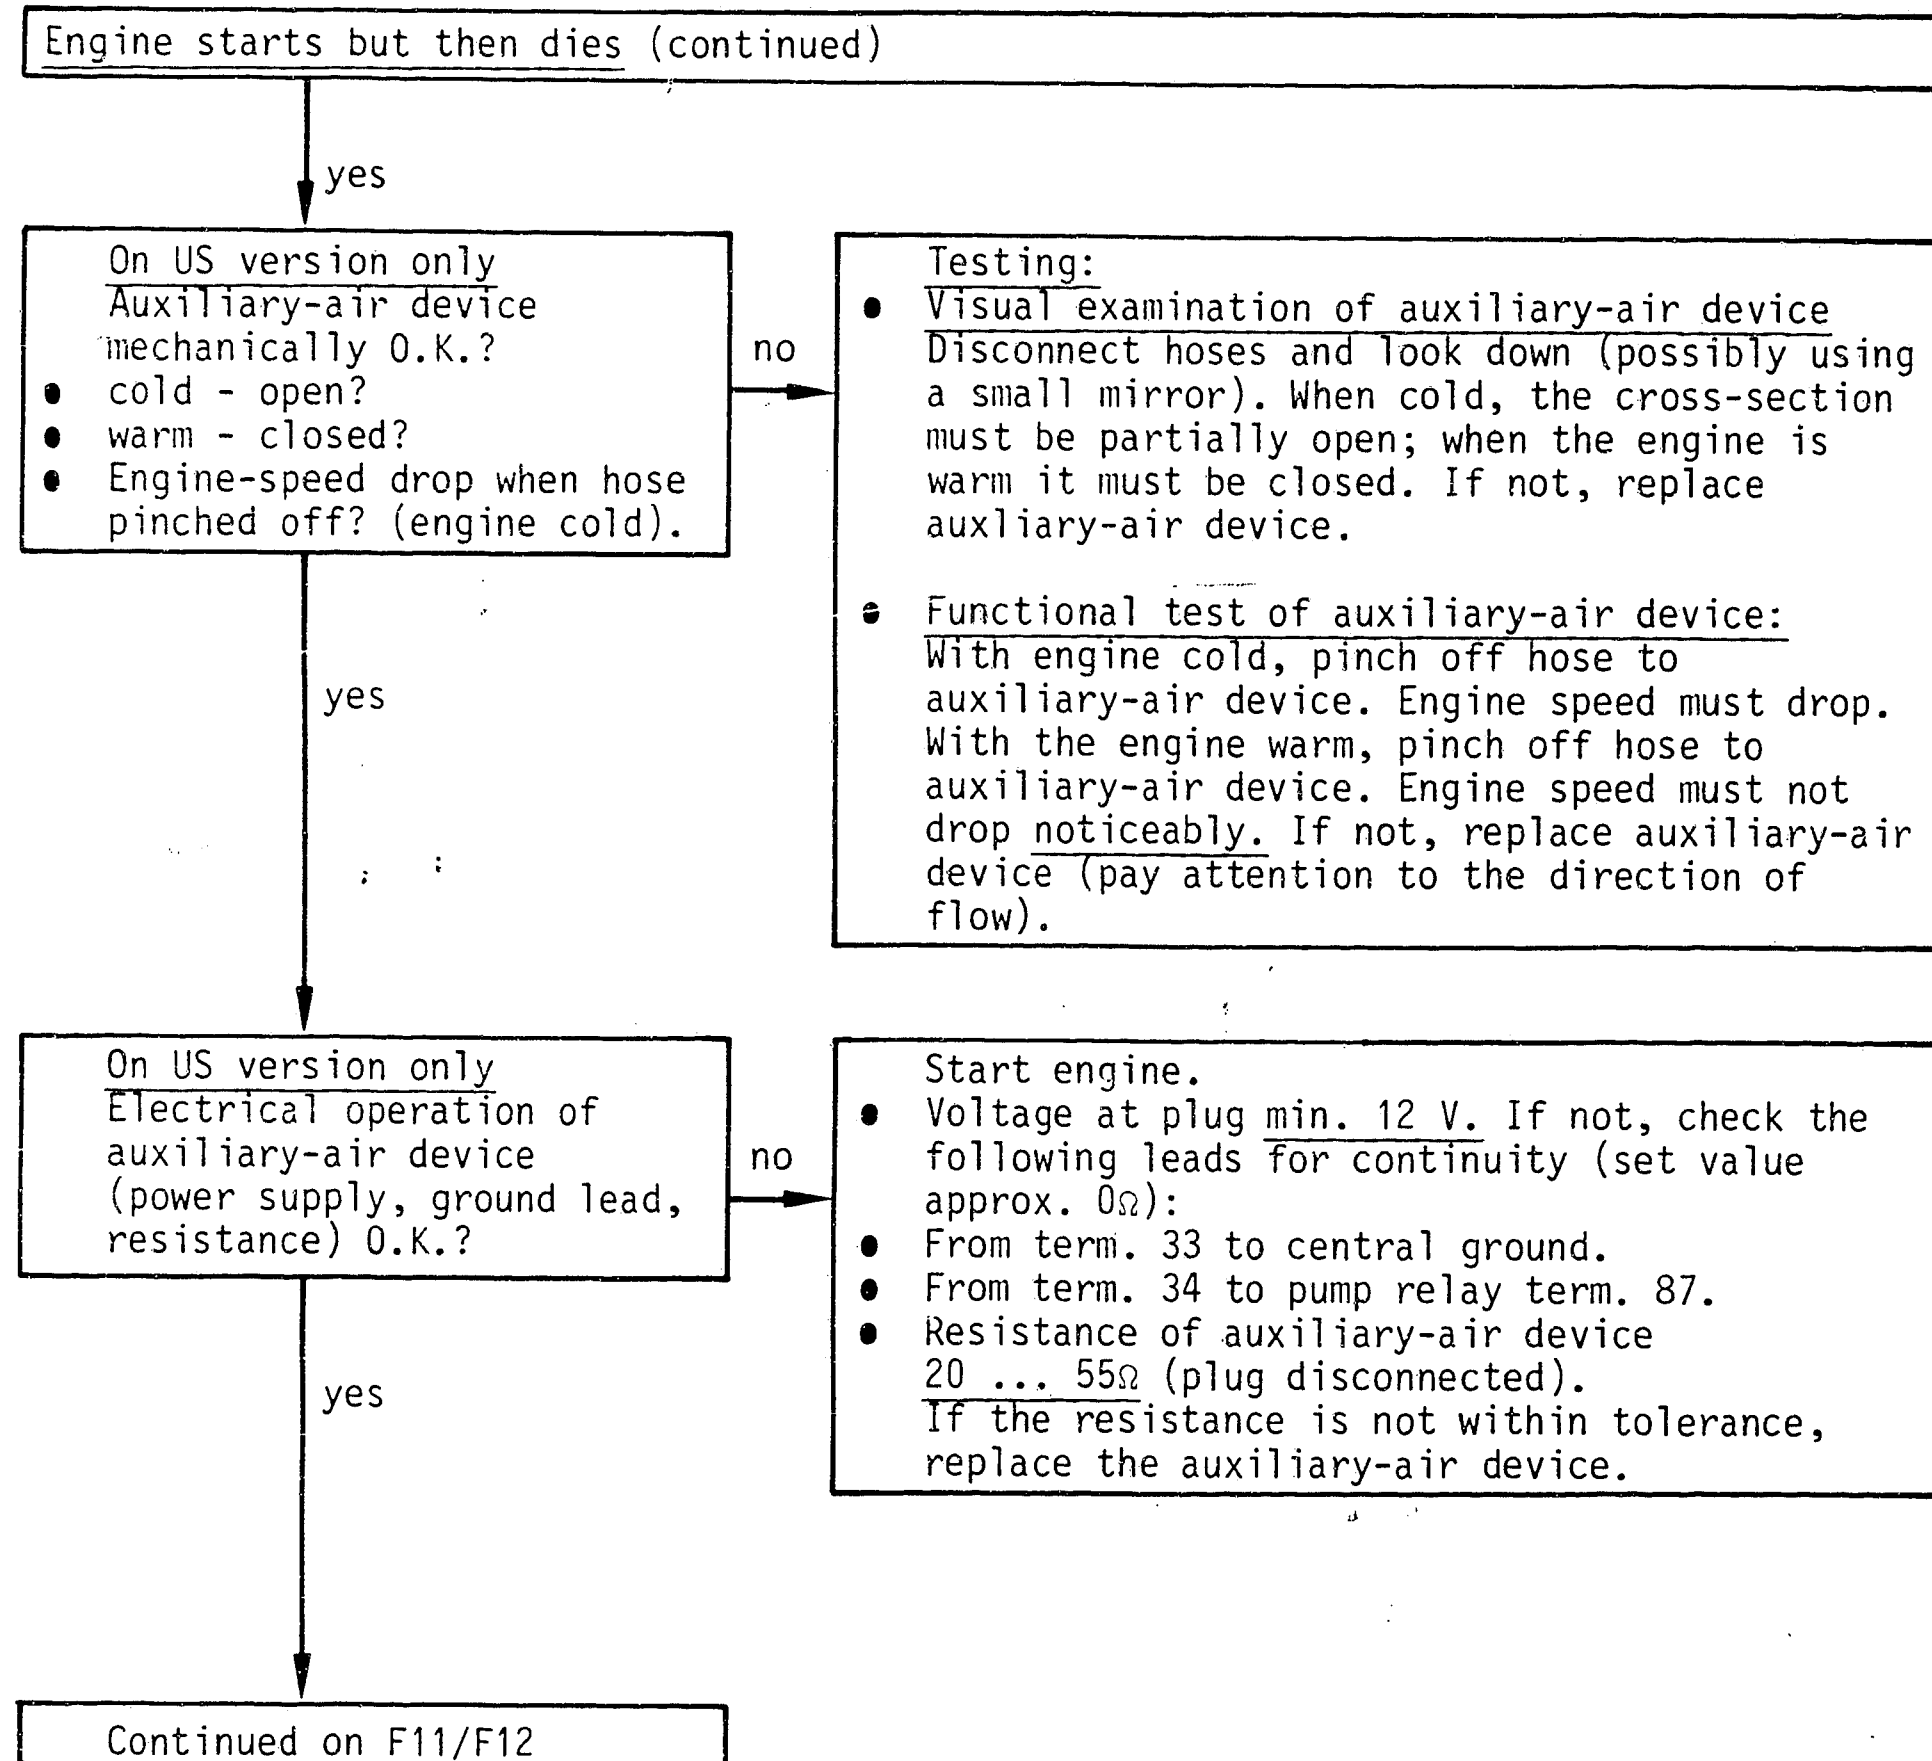 Engine starts but then dies (continued)
yes
On US version only
Auxiliary-air device
mechanically O.K.?
● cold - open?
● warm - closed?
● Engine-speed drop when hose
pinched off? (engine cold).
no
Testing:
● Visual examination of auxiliary-air device
Disconnect hoses and look down (possibly using
a small mirror). When cold, the cross-section
must be partially open; when the engine is
warm it must be closed. If not, replace
auxliary-air device.
● Functional test of auxiliary-air device:
With engine cold, pinch off hose to
auxiliary-air device. Engine speed must drop.
With the engine warm, pinch off hose to
auxiliary-air device. Engine speed must not
drop noticeably. If not, replace auxiliary-air
device (pay attention to the direction of
flow).
yes
On US version only
Electrical operation of
auxiliary-air device
(power supply, ground lead,
resistance) O.K.?
no
Start engine.
● Voltage at plug min. 12 V. If not, check the
following leads for continuity (set value
approx. 0Ω):
● From term. 33 to central ground.
● From term. 34 to pump relay term. 87.
● Resistance of auxiliary-air device
20 ... 55Ω (plug disconnected).
If the resistance is not within tolerance,
replace the auxiliary-air device.
yes
Continued on F11/F12